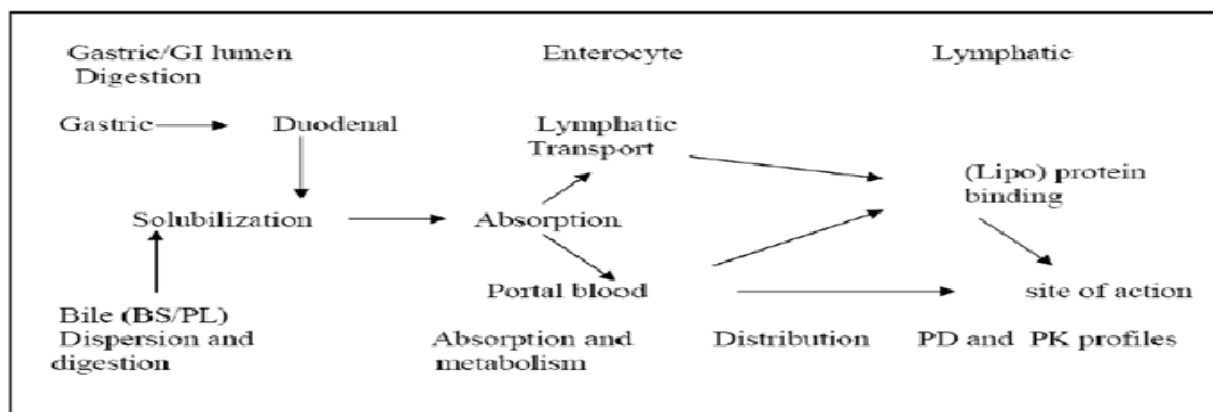 Gastric/GI lumen
Digestion
Enterocyte
Lymphatic
Gastric
Duodenal
Lymphatic
Transport
(Lipo) protein
binding
Solubilization
Absorption
Portal blood
site of action
Bile (BS/PL)
Dispersion and
digestion
Absorption and
metabolism
Distribution
PD and PK profiles